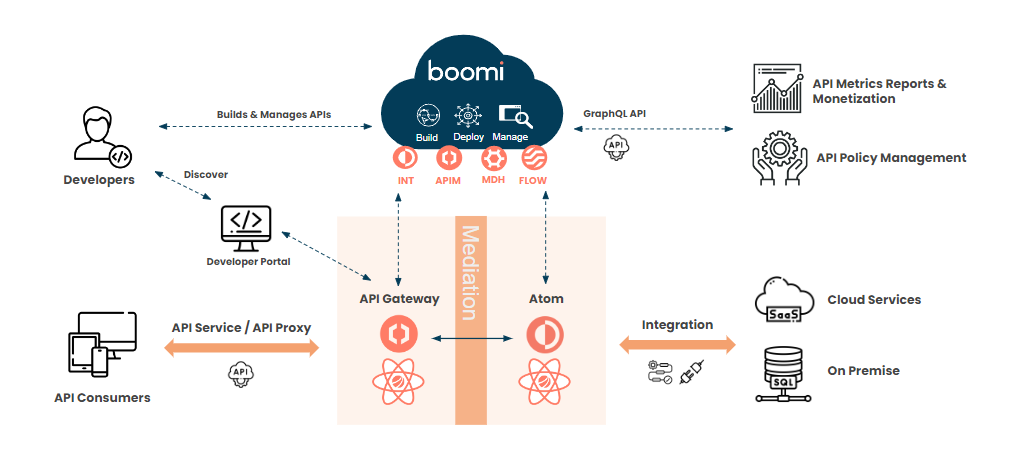 boomi
Build
Deploy
Manage
INT
APIM
MDH
FLOW
Builds & Manages APIs
GraphQL API
API
API Metrics Reports &
Monetization
API Policy Management
Developers
Discover
Developer Portal
Mediation
API Gateway
Atom
API Service / API Proxy
API
API Consumers
Integration
SaaS
Cloud Services
SQL
On Premise